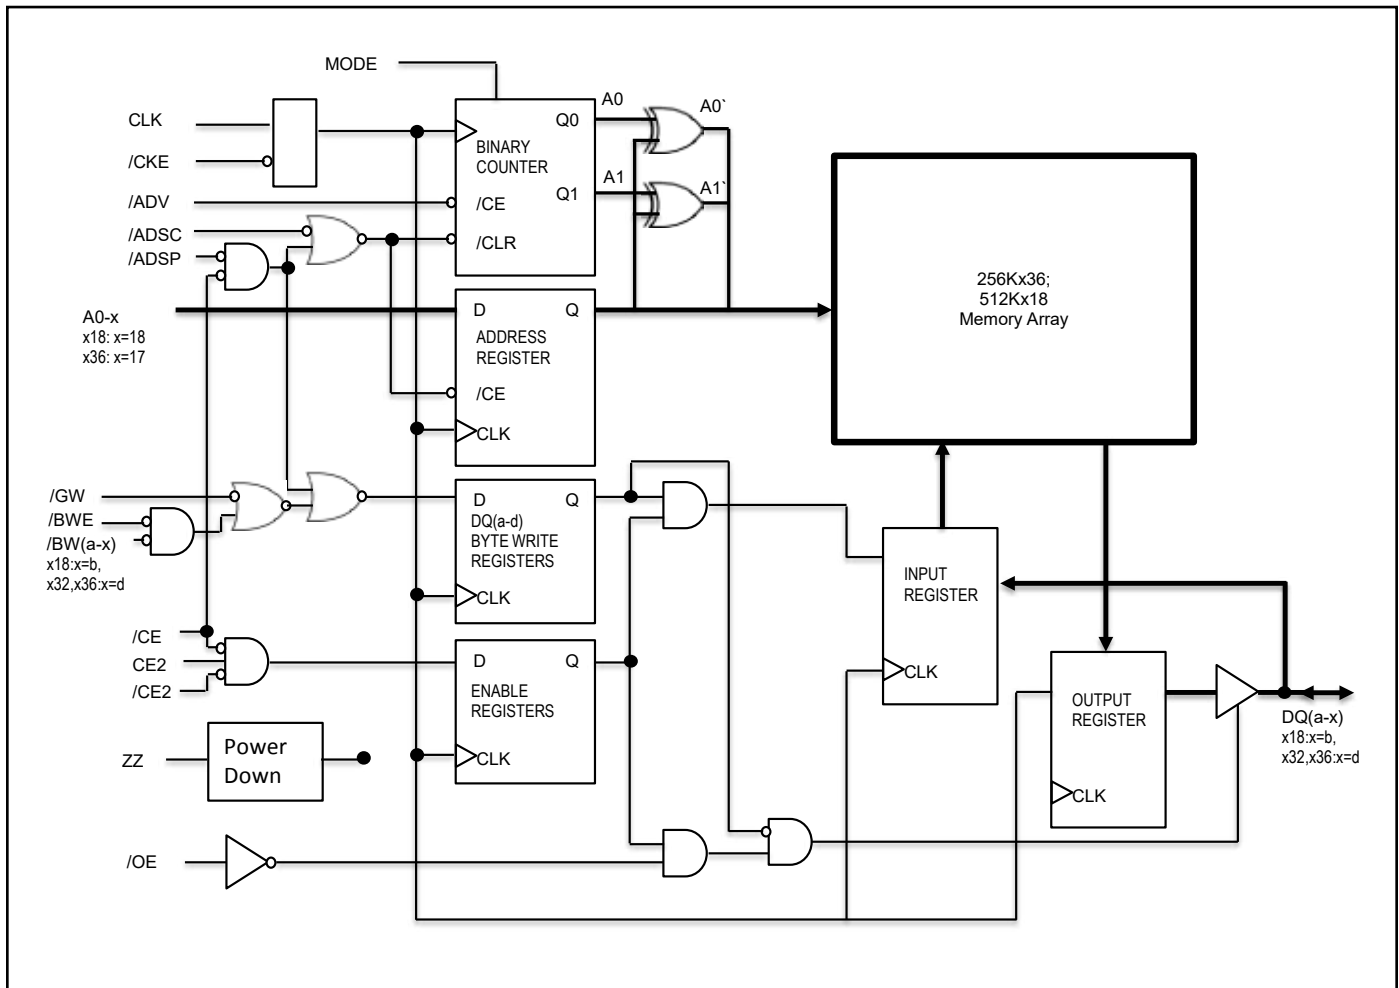 MODE
CLK
/CKE
/ADV
/ADSC
/ADSP
A0-x
x18: x=18
x36: x=17
/GW
/BWE
/BW(a-x)
x18:x=b,
x32,x36:x=d
/CE
CE2
/CE2
ZZ
Power
Down
/OE
Q0
BINARY
COUNTER
Q1
/CE
/CLR
A0
A0`
A1
A1`
D
Q
ADDRESS
REGISTER
/CE
CLK
D
Q
DQ(a-d)
BYTE WRITE
REGISTERS
CLK
D
Q
ENABLE
REGISTERS
CLK
256Kx36;
512Kx18
Memory Array
INPUT
REGISTER
CLK
OUTPUT
REGISTER
CLK
DQ(a-x)
x18:x=b,
x32,x36:x=d